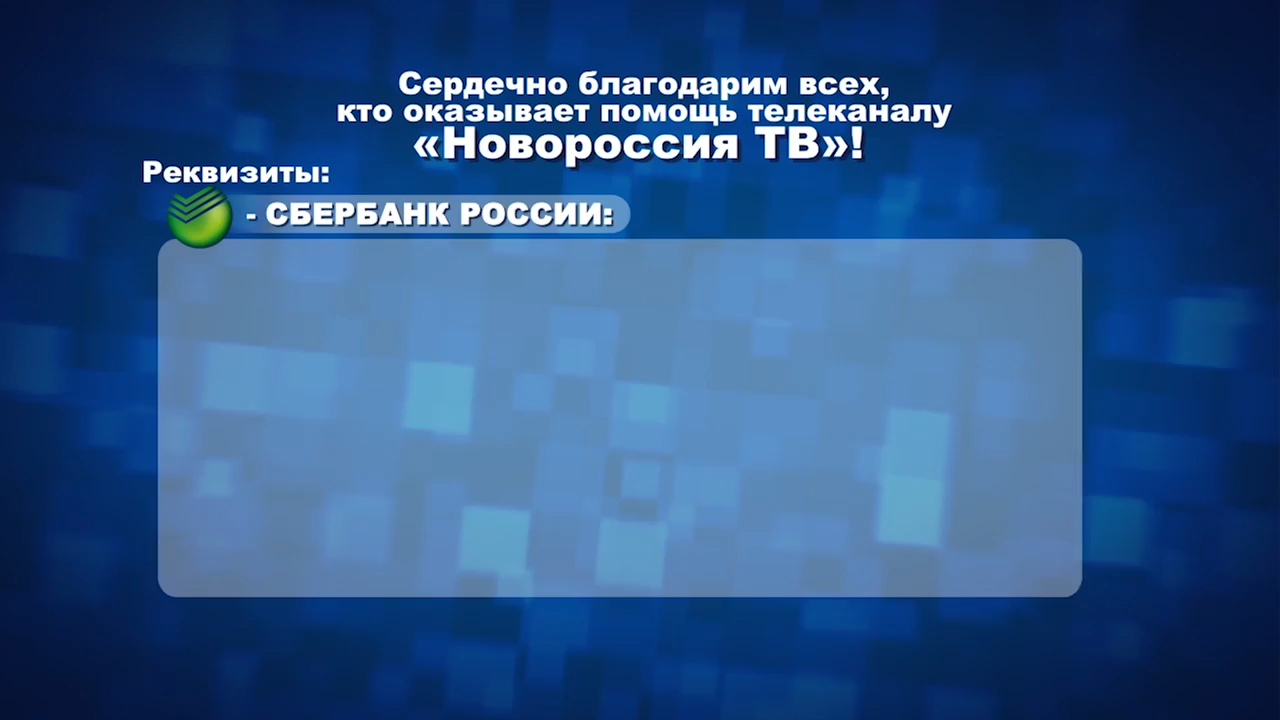 Сердечно благодарим всех,
кто оказывает помощь телеканалу
«Новороссия ТВ»!
Реквизиты:
- СБЕРБАНК РОССИИ: